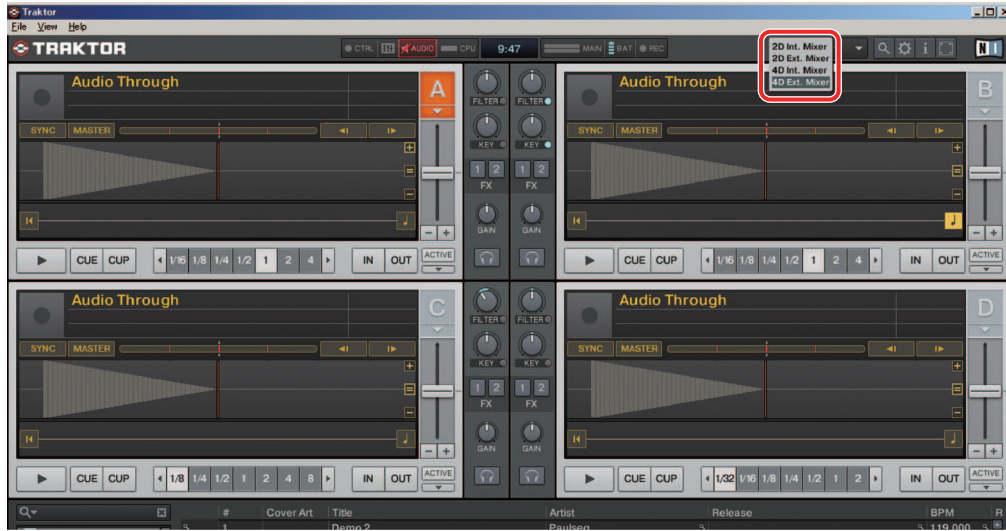 Traktor
File View Help
TRAKTOR
CTRL AUDIO CPU 9:47 MAIN BAT REC
2D Int. Mixer
2D Ext. Mixer
4D Int. Mixer
4D Ext. Mixer
i
Audio Through
A
SYNC MASTER
CUE CUP 1/16 1/8 1/4 1/2 1 2 4 IN OUT ACTIVE
FILTER FILTER
KEY KEY
1 2 1 2
FX FX
GAIN GAIN
Audio Through
B
SYNC MASTER
CUE CUP 1/16 1/8 1/4 1/2 1 2 4 IN OUT ACTIVE
Audio Through
C
SYNC MASTER
CUE CUP 1/8 1/4 1/2 1 2 4 8 IN OUT ACTIVE
FILTER FILTER
KEY KEY
1 2 1 2
FX FX
GAIN GAIN
Audio Through
D
SYNC MASTER
CUE CUP 1/32 1/16 1/8 1/4 1/2 1 2 IN OUT ACTIVE
# Cover Art Title Artist Release BPM
1 Demo 2 Paulseq 119.000